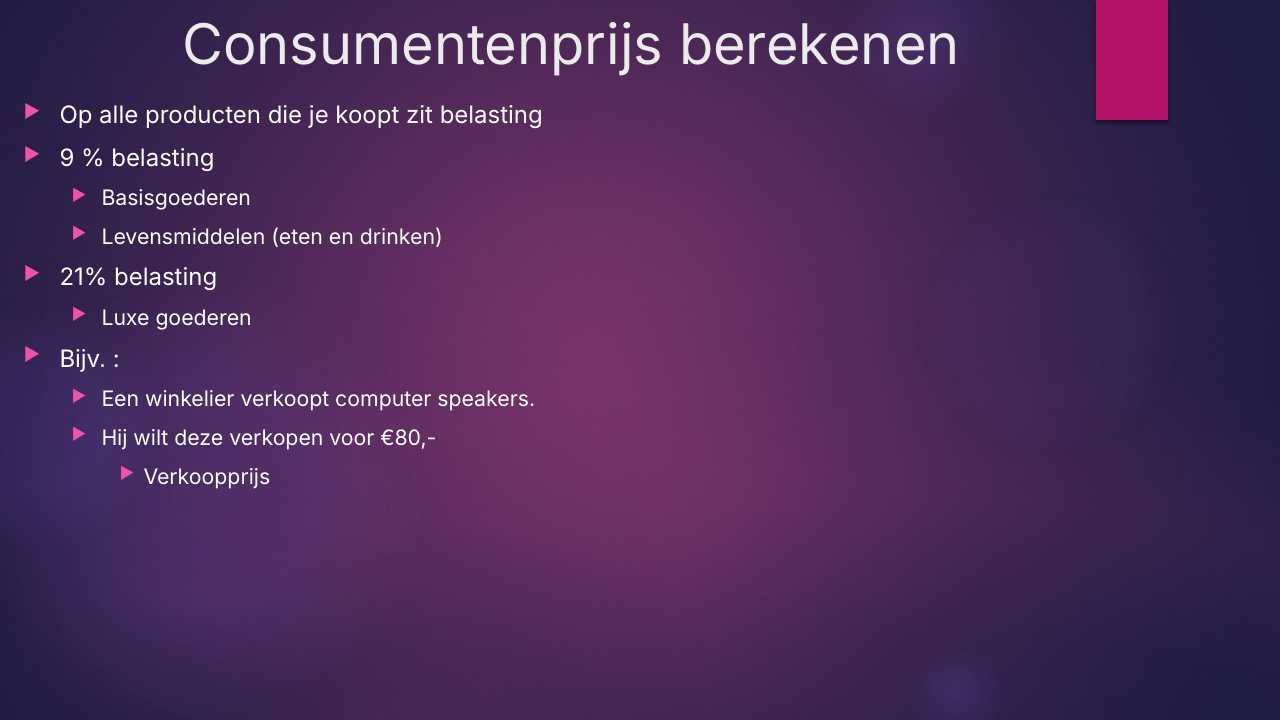 Consumentenprijs berekenen
Op alle producten die je koopt zit belasting
9 % belasting
Basisgoederen
Levensmiddelen (eten en drinken)
21% belasting
Luxe goederen
Bijv. :
Een winkelier verkoopt computer speakers.
Hij wilt deze verkopen voor €80,-
Verkoopprijs